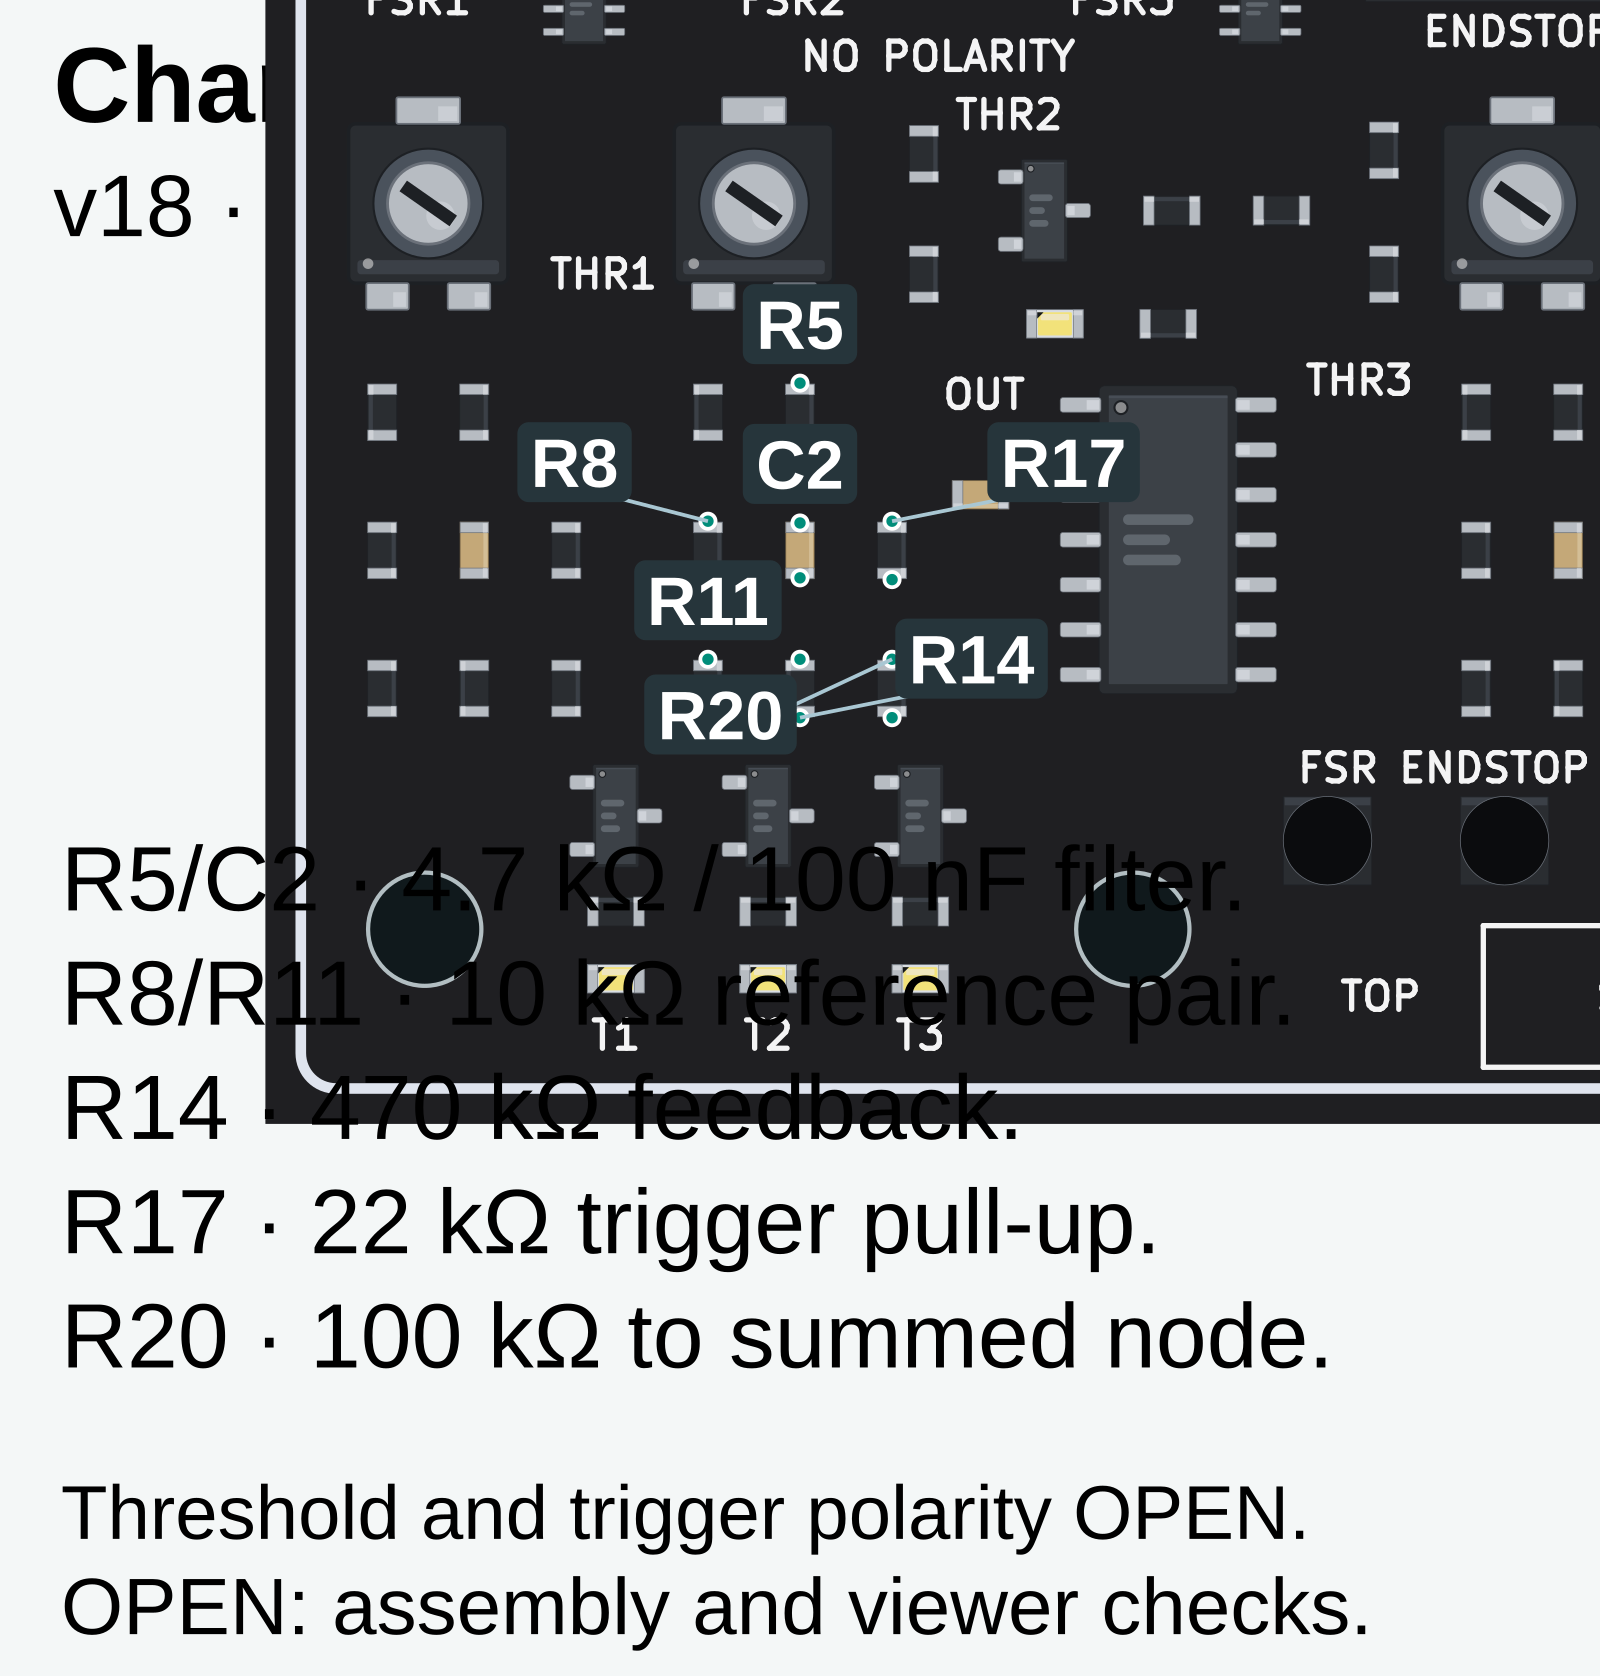 FSR1 FSR2 FSR3
NO POLARITY
v18 ·
THR2
THR1
R5
OUT
THR3
R8 C2 R17
R11
R14
R20
FSR ENDSTOP
R5/C2 · 4.7 kΩ / 100 nF filter.
R8/R11 · 10 kΩ reference pair.
TOP
T1 T2 T3
R14 · 470 kΩ feedback.
R17 · 22 kΩ trigger pull-up.
R20 · 100 kΩ to summed node.
Threshold and trigger polarity OPEN.
OPEN: assembly and viewer checks.